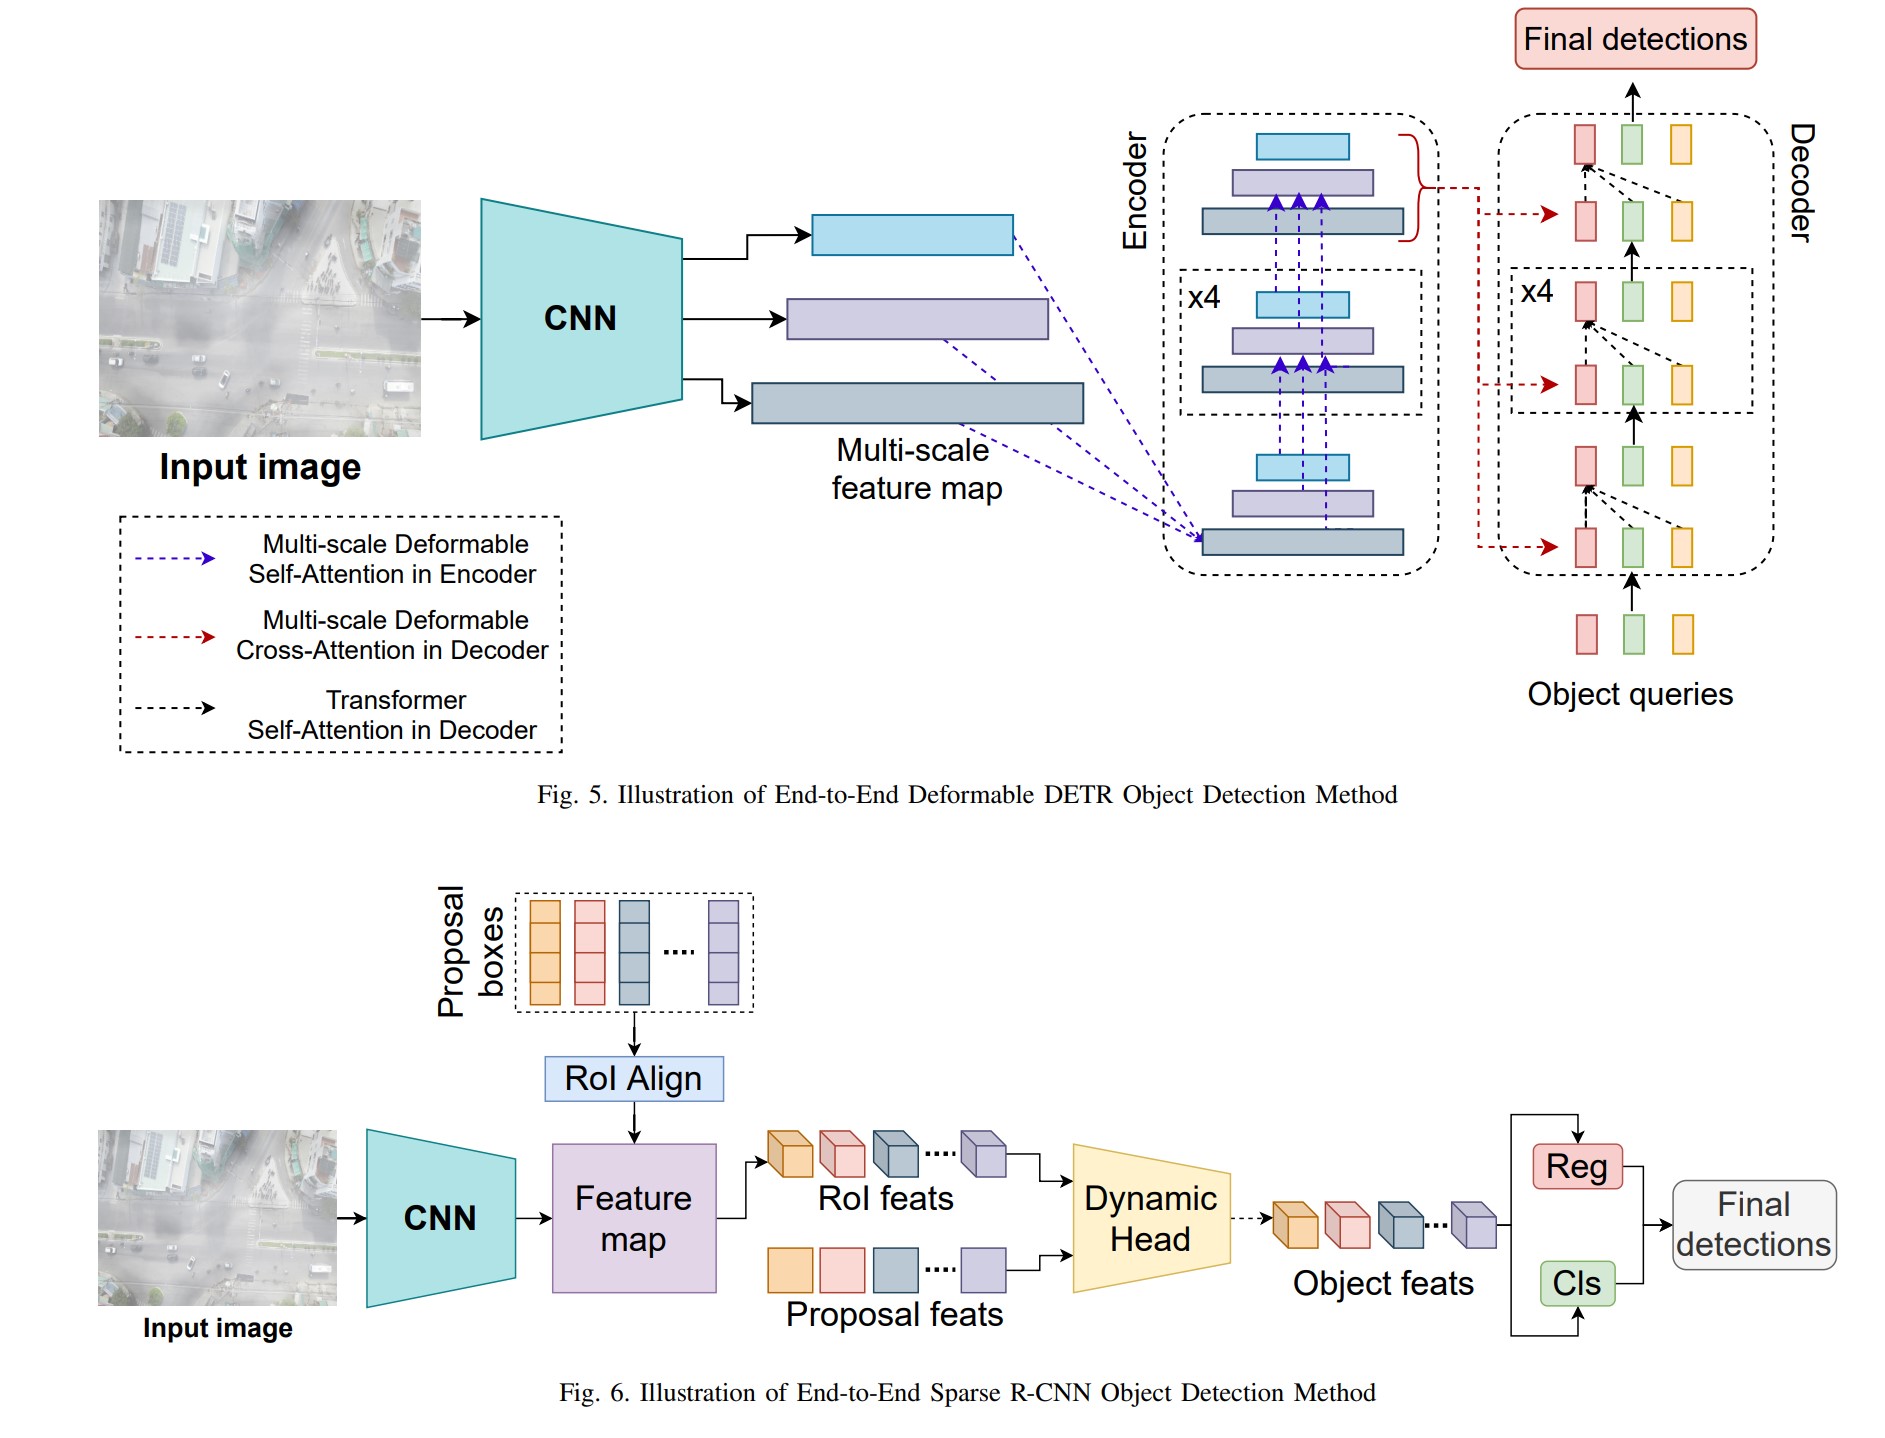 Final detections
Encoder
Decoder
CNN
x4
x4
Input image
Multi-scale
feature map
Multi-scale Deformable
Self-Attention in Encoder
Multi-scale Deformable
Cross-Attention in Decoder
Transformer
Self-Attention in Decoder
Object queries
Fig. 5. Illustration of End-to-End Deformable DETR Object Detection Method
Proposal
boxes
RoI Align
CNN
Feature
map
RoI feats
Proposal feats
Dynamic
Head
Object feats
Reg
Cls
Final
detections
Input image
Fig. 6. Illustration of End-to-End Sparse R-CNN Object Detection Method